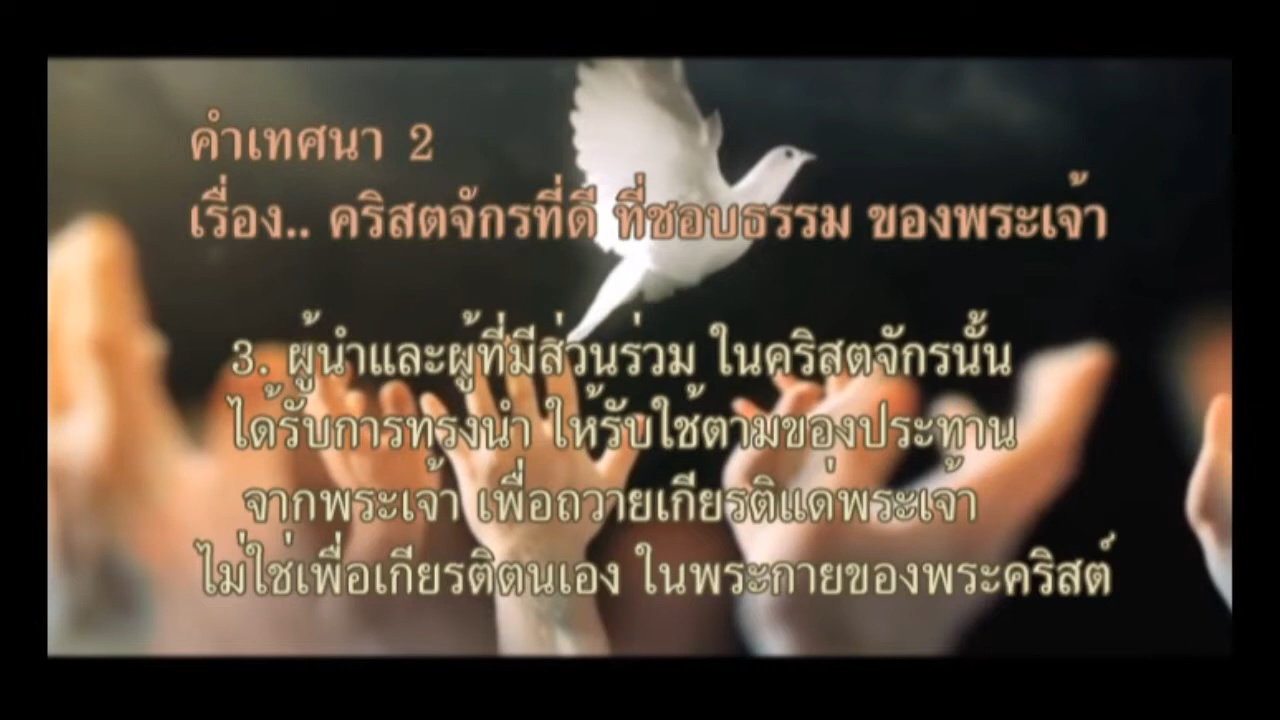 คำเทศนา 2
เรื่อง.. คริสตจักรที่ดี ที่ชอบธรรม ของพระเจ้า
3. ผู้นำและผู้ที่มีส่วนร่วม ในคริสตจักรนั้น
ได้รับการทรงนำ ให้รับใช้ตามของประทาน
จากพระเจ้า เพื่อถวายเกียรติแด่พระเจ้า
ไม่ใช่เพื่อเกียรติตนเอง ในพระกายของพระคริสต์